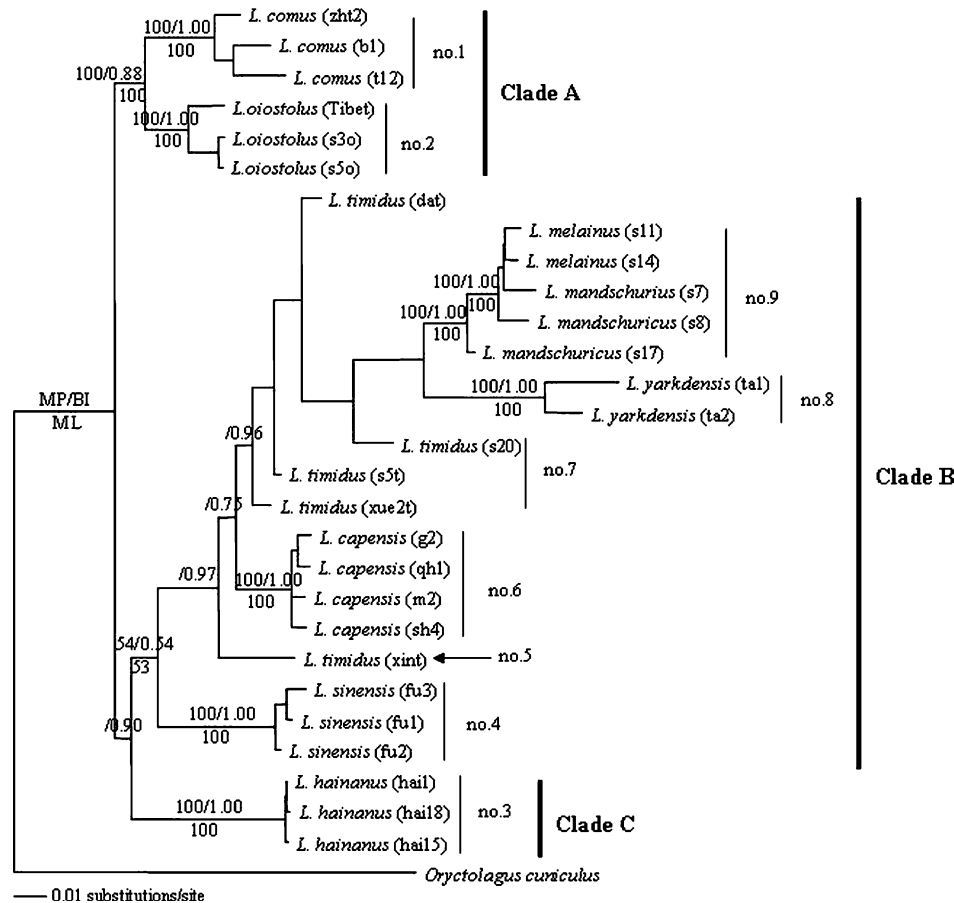 L. comus (zht2)
100/1.00
100
L. comus (b1)
no.1
L. comus (t12)
100/0.88
100
Clade A
L.oiostolus (Tibet)
100/1.00
100
L.oiostolus (s3o)
no.2
L.oiostolus (s5o)
L. timidus (dat)
L. melainus (s11)
L. melainus (s14)
100/1.00
100
L. mandschurius (s7)
no.9
100/1.00
100
L. mandschuricus (s8)
L. mandschuricus (s17)
100/1.00
100
L. yarkdensis (ta1)
no.8
L. yarkdensis (ta2)
MP/BI
ML
/0.96
L. timidus (s20)
no.7
L. timidus (s5t)
Clade B
/0.75
L. timidus (xue2t)
L. capensis (g2)
L. capensis (qh1)
/0.97
100/1.00
100
no.6
L. capensis (m2)
L. capensis (sh4)
54/0.54
53
L. timidus (xint)
no.5
L. sinensis (fu3)
100/1.00
100
L. sinensis (fu1)
no.4
/0.90
L. sinensis (fu2)
L. hainanus (hai1)
100/1.00
100
L. hainanus (hai18)
no.3
Clade C
L. hainanus (hai15)
Oryctolagus cuniculus
0.01 substitutions/site